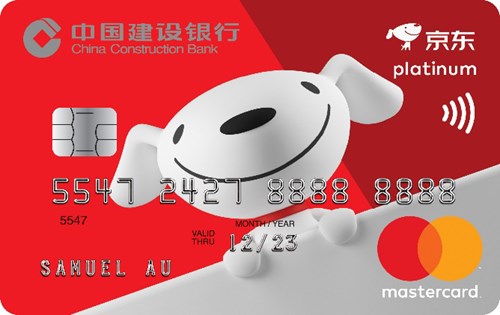 中国建设银行
China Construction Bank
京东
platinum
5547 2427 8888 8888
5547
MONTH/YEAR
VALID
THRU
12/23
SAMUEL AU
mastercard